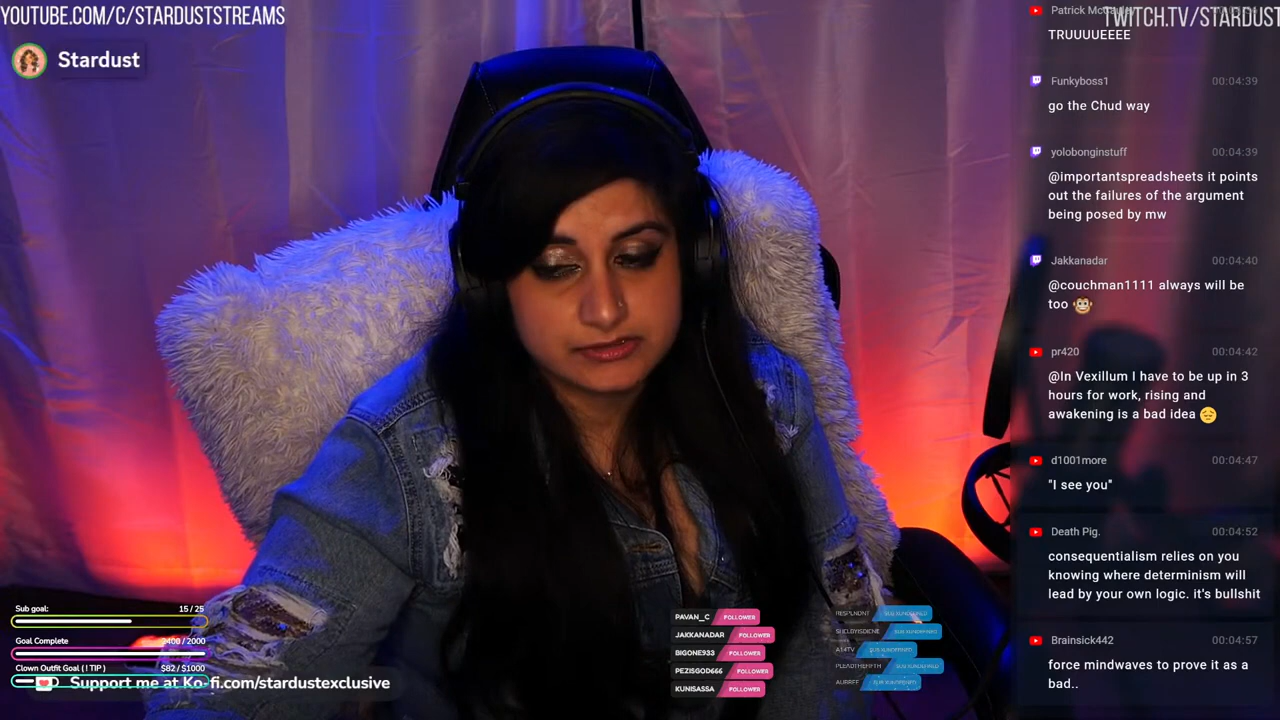 YOUTUBE.COM/C/STARDUSTSTREAMS
TWITCH.TV/STARDUST
Stardust
Patrick
TRUUUUEEEE
Funkyboss1 00:04:39
go the Chud way
yolobonginstuff 00:04:39
@importantspreadsheets it points
out the failures of the argument
being posed by mw
Jakkanadar 00:04:40
@couchman1111 always will be
too
pr420 00:04:42
@In Vexillum I have to be up in 3
hours for work, rising and
awakening is a bad idea
d1001more 00:04:47
"I see you"
Death Pig. 00:04:52
consequentialism relies on you
knowing where determinism will
lead by your own logic. it's bullshit
Brainsick442 00:04:57
force mindwaves to prove it as a
bad..
Sub goal: 15 / 25
Goal Complete 2400 / 2000
Clown Outfit Goal ( ! TIP ) $82 / $1000
Support me at Ko-fi.com/stardustexclusive
PAVAN_C FOLLOWER
JAKKANADAR FOLLOWER
BIGONE933 FOLLOWER
PEZISGOD666 FOLLOWER
KUNISASSA FOLLOWER